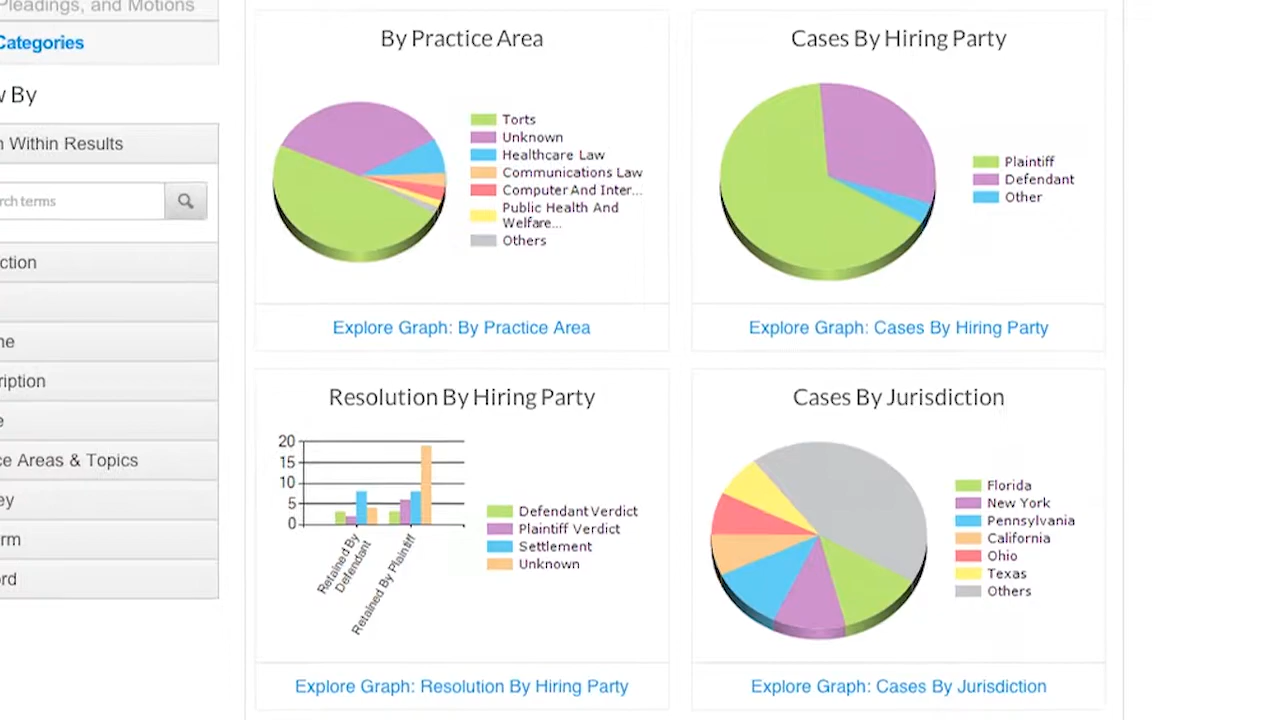 Pleadings, and Motions
Categories
w By
n Within Results
rch terms
ction
ne
ription
e
ce Areas & Topics
ey
rm
ord
By Practice Area
Torts
Unknown
Healthcare Law
Communications Law
Computer And Inter...
Public Health And
Welfare...
Others
Explore Graph: By Practice Area
Cases By Hiring Party
Plaintiff
Defendant
Other
Explore Graph: Cases By Hiring Party
Resolution By Hiring Party
20
15
10
5
0
Retained By
Defendant
Retained By Plaintiff
Defendant Verdict
Plaintiff Verdict
Settlement
Unknown
Explore Graph: Resolution By Hiring Party
Cases By Jurisdiction
Florida
New York
Pennsylvania
California
Ohio
Texas
Others
Explore Graph: Cases By Jurisdiction